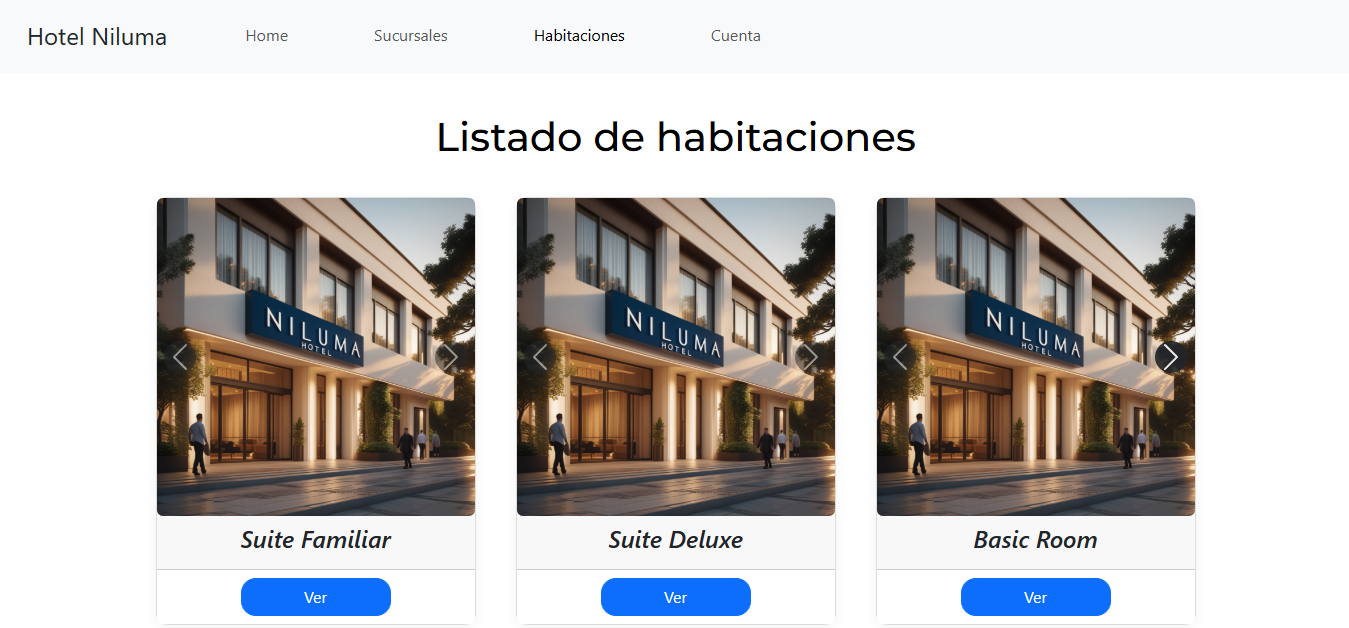 Hotel Niluma
Home
Sucursales
Habitaciones
Cuenta
Listado de habitaciones
NILUMA
HOTEL
NILUMA
HOTEL
NILUMA
HOTEL
Suite Familiar
Suite Deluxe
Basic Room
Ver
Ver
Ver